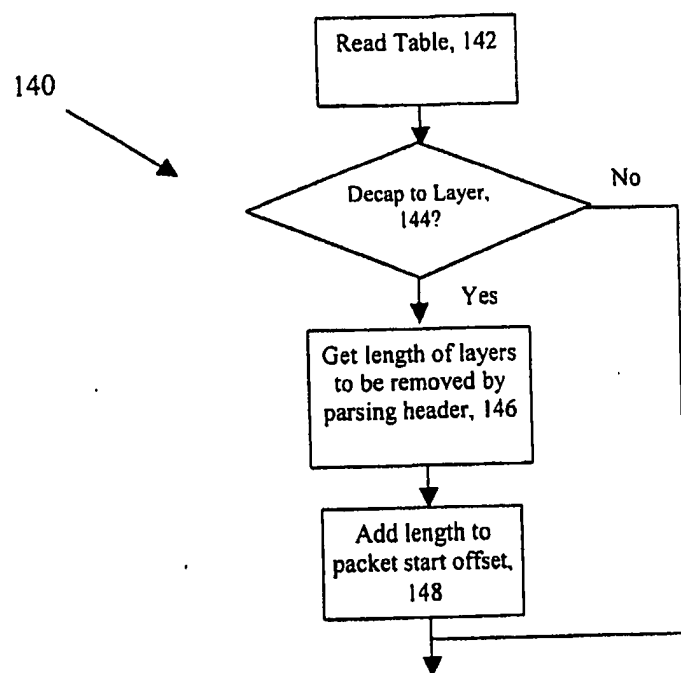 Read Table, 142
140
Decap to Layer,
144?
No
Yes
Get length of layers
to be removed by
parsing header, 146
Add length to
packet start offset,
148